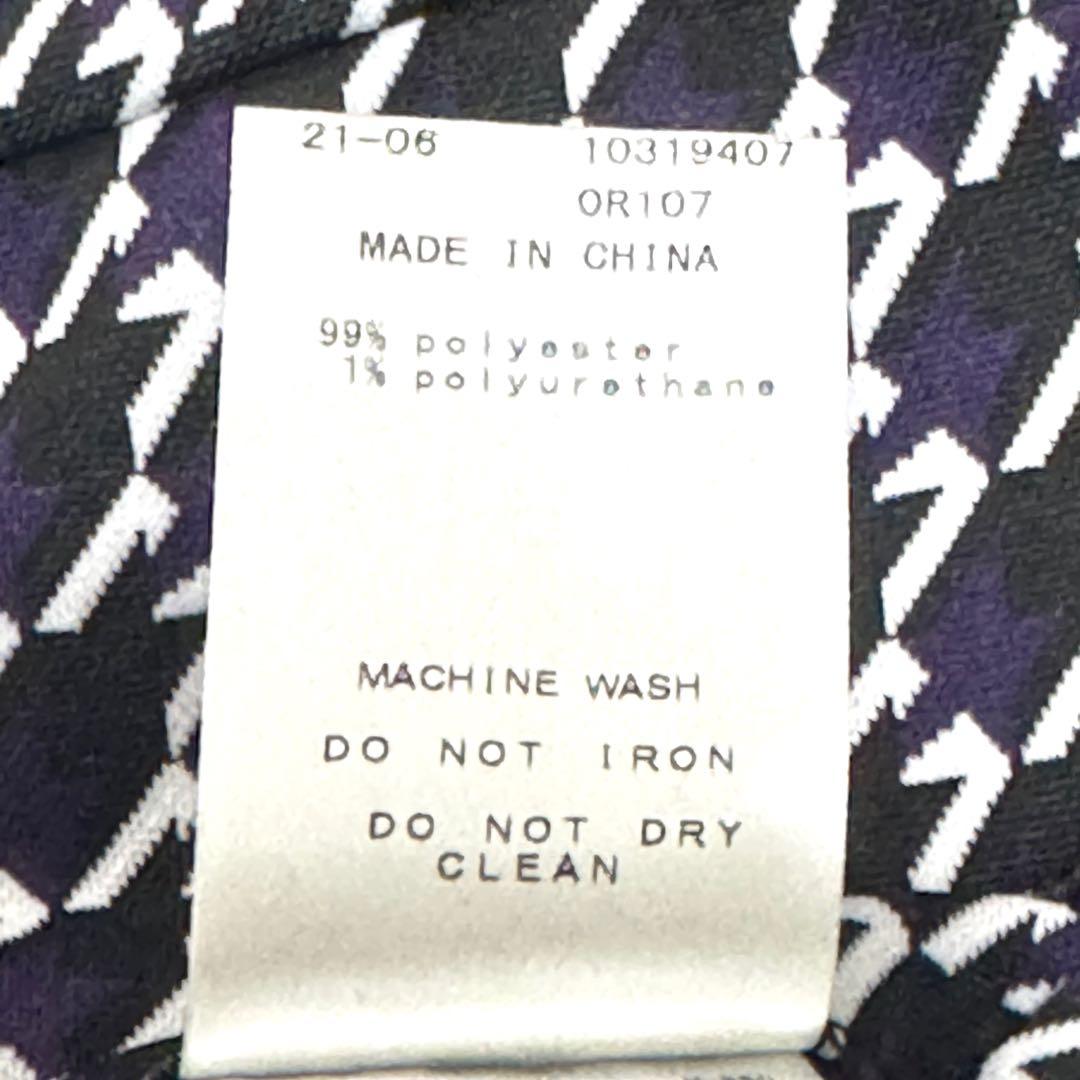 21-06 10319407
OR107
MADE IN CHINA
99% polyester
1% polyurethane
MACHINE WASH
DO NOT IRON
DO NOT DRY
CLEAN